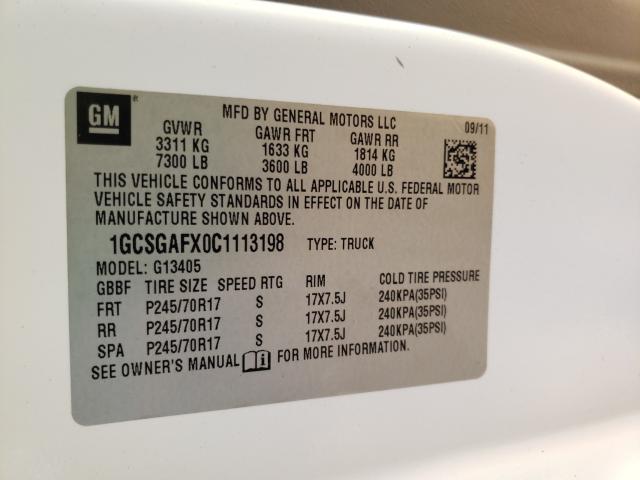 GM
MFD BY GENERAL MOTORS LLC
09/11
GVWR GAWR FRT GAWR RR
3311 KG 1633 KG 1814 KG
7300 LB 3600 LB 4000 LB
THIS VEHICLE CONFORMS TO ALL APPLICABLE U.S. FEDERAL MOTOR
VEHICLE SAFETY STANDARDS IN EFFECT ON THE DATE OF
MANUFACTURE SHOWN ABOVE.
1GCSGAFX0C1113198 TYPE: TRUCK
MODEL: G13405
GBBF TIRE SIZE SPEED RTG RIM COLD TIRE PRESSURE
FRT P245/70R17 S 17X7.5J 240KPA(35PSI)
RR P245/70R17 S 17X7.5J 240KPA(35PSI)
SPA P245/70R17 S 17X7.5J 240KPA(35PSI)
SEE OWNER'S MANUAL FOR MORE INFORMATION.